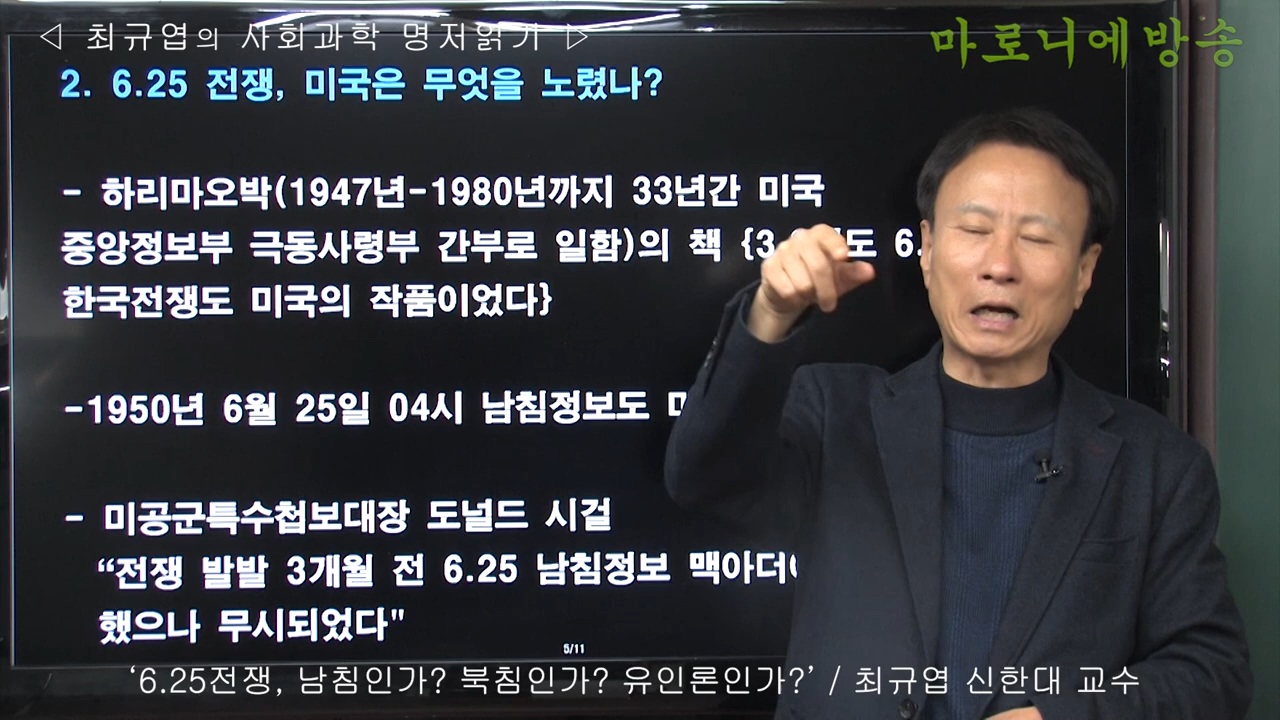 ◁ 최규엽의 사회과학 명저읽기 ▷
마로니에방송
2. 6.25 전쟁, 미국은 무엇을 노렸나?
- 하리마오박(1947년-1980년까지 33년간 미국
중앙정보부 극동사령부 간부로 일함)의 책 {3 도 6.
한국전쟁도 미국의 작품이었다}
-1950년 6월 25일 04시 남침정보도
- 미공군특수첩보대장 도널드 시걸
“전쟁 발발 3개월 전 6.25 남침정보 맥아더
했으나 무시되었다"
5/11
‘6.25전쟁, 남침인가? 북침인가? 유인론인가?’ / 최규엽 신한대 교수